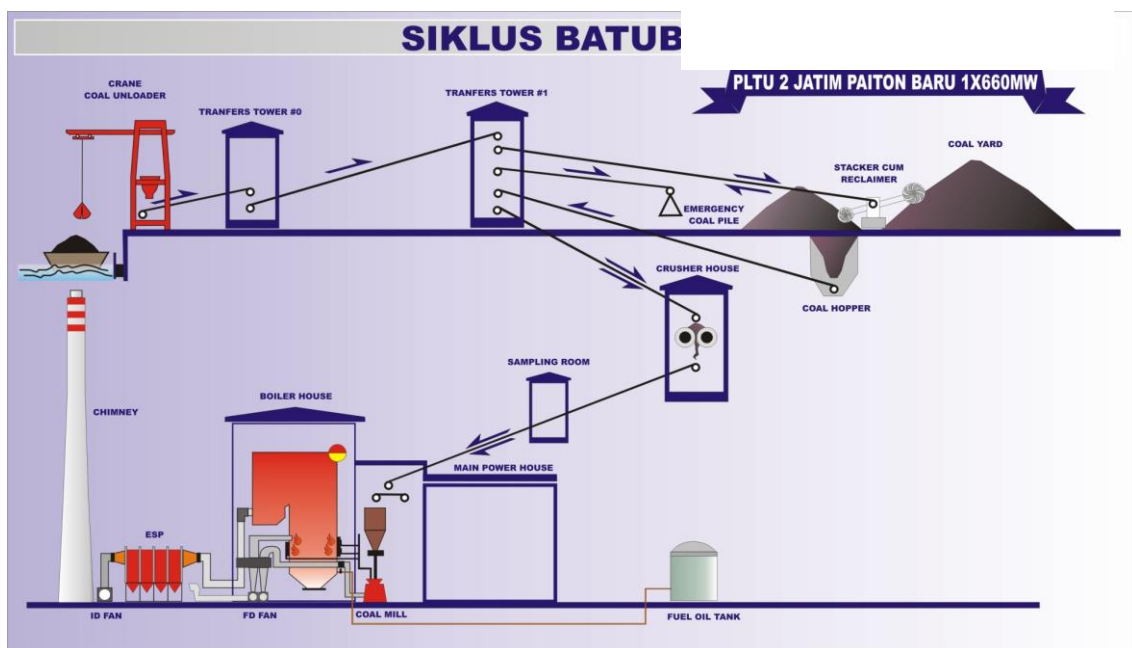 SIKLUS BATUB
PLTU 2 JATIM PAITON BARU 1X660MW
CRANE
COAL UNLOADER
TRANFERS TOWER #0
TRANFERS TOWER #1
COAL YARD
STACKER CUM
RECLAIMER
EMERGENCY
COAL PILE
CRUSHER HOUSE
COAL HOPPER
SAMPLING ROOM
BOILER HOUSE
CHIMNEY
MAIN POWER HOUSE
ESP
ID FAN
FD FAN
COAL MILL
FUEL OIL TANK